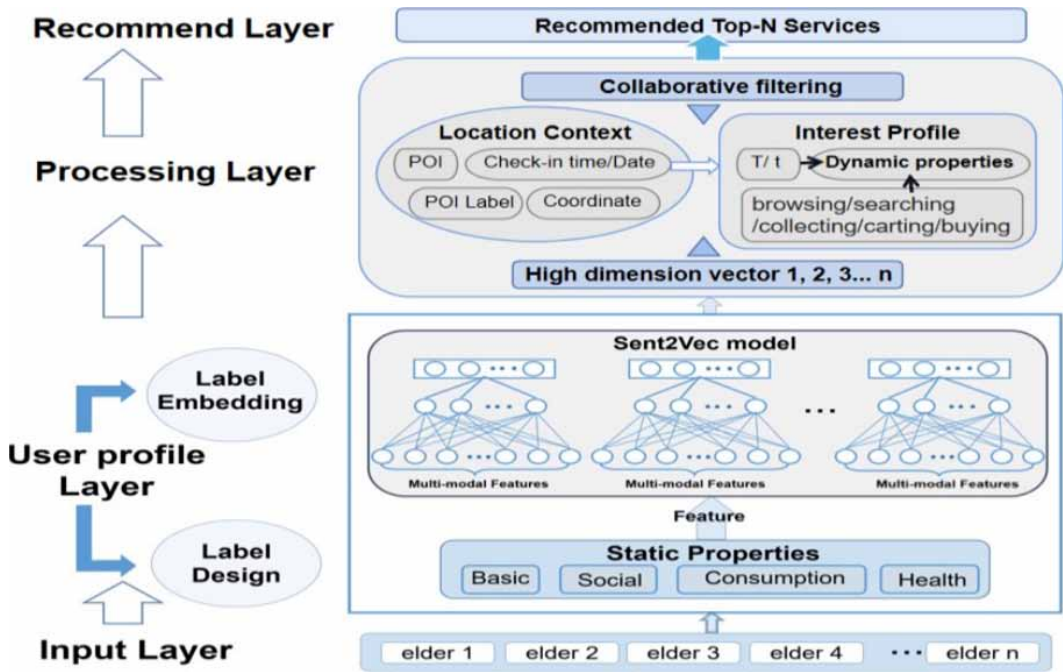 Recommend Layer
Processing Layer
Label
Embedding
User profile
Layer
Label
Design
Input Layer
Recommended Top-N Services
Collaborative filtering
Location Context
POI
Check-in time/Date
POI Label
Coordinate
Interest Profile
T/ t
Dynamic properties
browsing/searching
/collecting/carting/buying
High dimension vector 1, 2, 3... n
Sent2Vec model
...
Multi-modal Features
Multi-modal Features
Multi-modal Features
Feature
Static Properties
Basic
Social
Consumption
Health
elder 1
elder 2
elder 3
elder 4
...
elder n